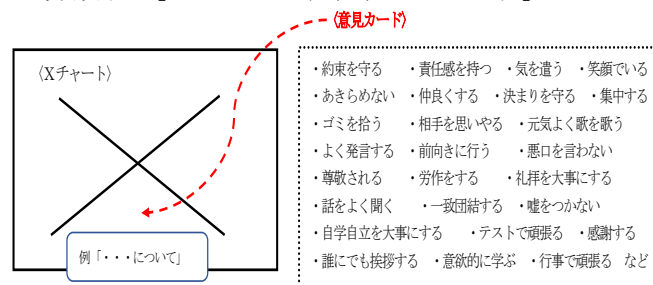 〈意見カード〉
〈Xチャート〉
例「・・・について」
・約束を守る ・責任感を持つ ・気を遣う ・笑顔でいる
・あきらめない ・仲良くする ・決まりを守る ・集中する
・ゴミを拾う ・相手を思いやる ・元気よく歌を歌う
・よく発言する ・前向きに行う ・悪口を言わない
・尊敬される ・労作をする ・礼拝を大事にする
・話をよく聞く ・一致団結する ・嘘をつかない
・自学自立を大事にする ・テストで頑張る ・感謝する
・誰にでも挨拶する ・意欲的に学ぶ ・行事で頑張る など